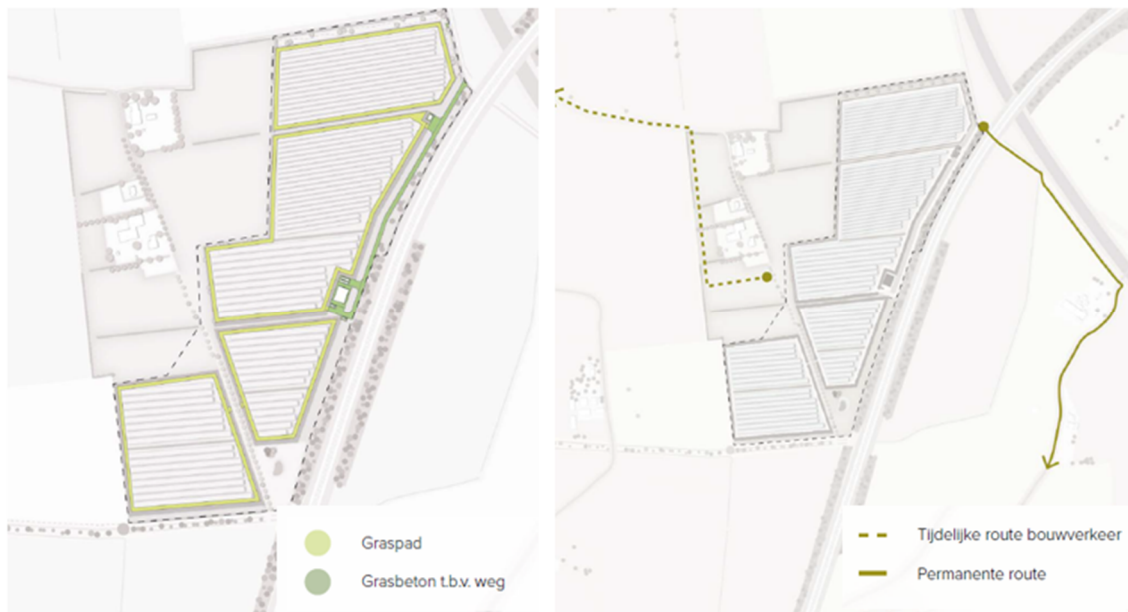 Graspad
Grasbeton t.b.v. weg
Tijdelijke route bouwverkeer
Permanente route